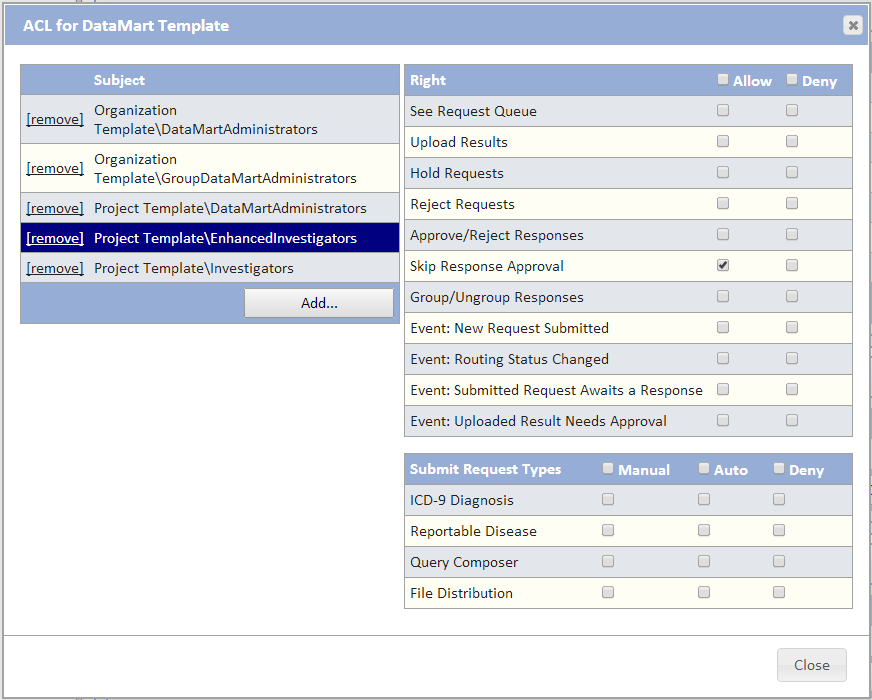 ACL for DataMart Template
Subject
[remove]
Organization
Template\DataMartAdministrators
[remove]
Organization
Template\GroupDataMartAdministrators
[remove] Project Template\DataMartAdministrators
[remove] Project Template\EnhancedInvestigators
[remove] Project Template\Investigators
Add...
Right Allow Deny
See Request Queue
Upload Results
Hold Requests
Reject Requests
Approve/Reject Responses
Skip Response Approval
Group/Ungroup Responses
Event: New Request Submitted
Event: Routing Status Changed
Event: Submitted Request Awaits a Response
Event: Uploaded Result Needs Approval
Submit Request Types Manual Auto Deny
ICD-9 Diagnosis
Reportable Disease
Query Composer
File Distribution
Close